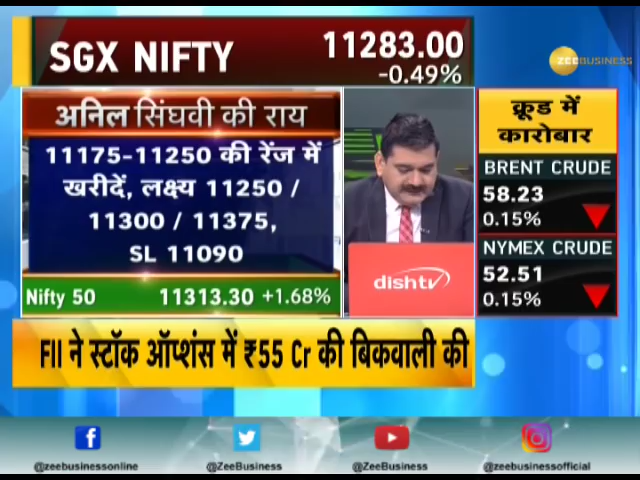 SGX NIFTY
11283.00
-0.49%
ZEEBUSINESS
अनिल सिंघवी की राय
11175-11250 की रेंज में
खरीदें, लक्ष्य 11250 /
11300 / 11375,
SL 11090
Nifty 50 11313.30 +1.68%
dishtv
क्रूड में
कारोबार
BRENT CRUDE
58.23
0.15%
NYMEX CRUDE
52.51
0.15%
FII ने स्टॉक ऑप्शंस में ₹55 Cr की बिकवाली की
@zeebusinessonline
@ZeeBusiness
@ZeeBusiness
@zeebusinessofficial